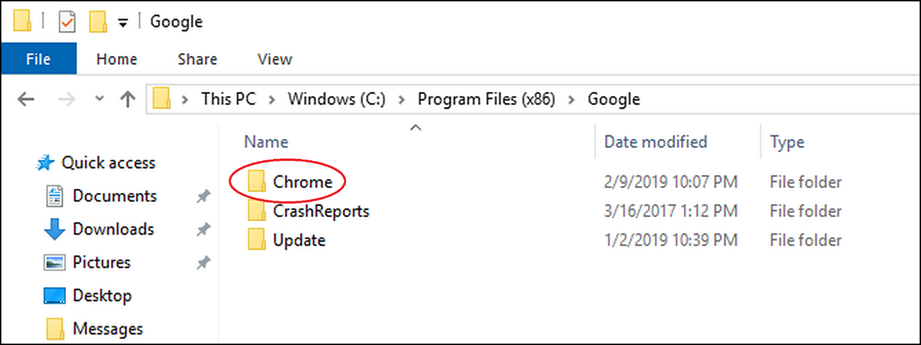 Google
File Home Share View
This PC Windows (C:) Program Files (x86) Google
Name Date modified Type
Quick access
Documents
Downloads
Pictures
Desktop
Messages
Chrome 2/9/2019 10:07 PM File folder
CrashReports 3/16/2017 1:12 PM File folder
Update 1/2/2019 10:39 PM File folder